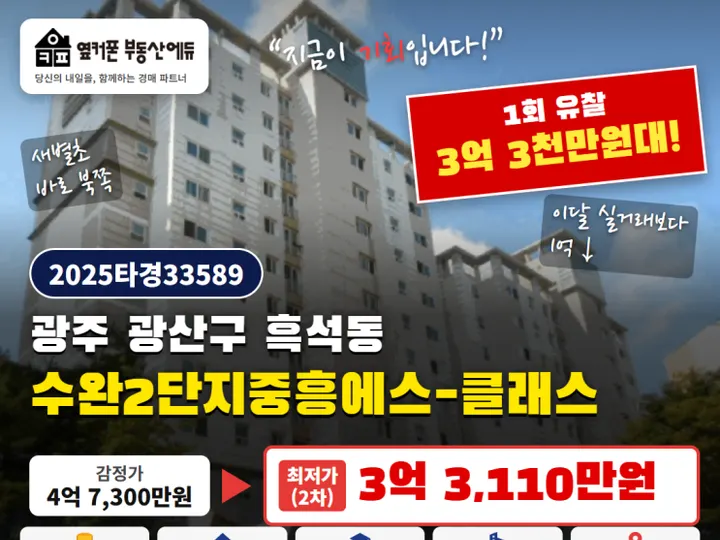 옆커폰 부동산에듀
당신의 내일을, 함께하는 경매 파트너
“지금이 기회입니다!”
1회 유찰
3억 3천만원대!
새별초
바로 북쪽
이달 실거래보다
1억 ↓
2025타경33589
광주 광산구 흑석동
수완2단지중흥에스-클래스
감정가
4억 7,300만원
최저가
(2차)
3억 3,110만원